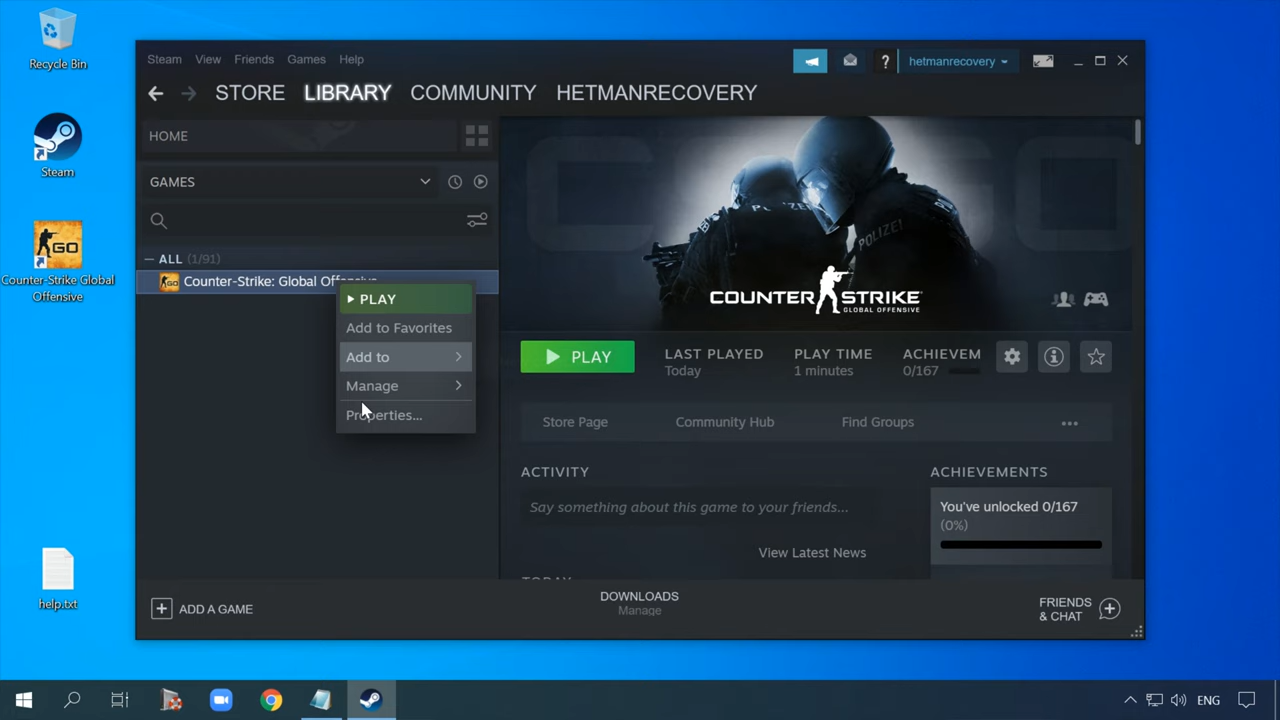 Recycle Bin
Steam
GO
Counter-Strike Global
Offensive
help.txt
Steam View Friends Games Help
? hetmanrecovery
STORE LIBRARY COMMUNITY HETMANRECOVERY
HOME
GAMES
ALL (1/91)
Counter-Strike: Global Offensive
PLAY
Add to Favorites
Add to
Manage
Properties...
POLIZEI
POLIZEI
COUNTER STRIKE
GLOBAL OFFENSIVE
PLAY
LAST PLAYED
Today
PLAY TIME
1 minutes
ACHIEVEM
0/167
Store Page Community Hub Find Groups
ACTIVITY
Say something about this game to your friends...
View Latest News
TODAY
ACHIEVEMENTS
You've unlocked 0/167
(0%)
ADD A GAME
DOWNLOADS
Manage
FRIENDS
& CHAT
ENG